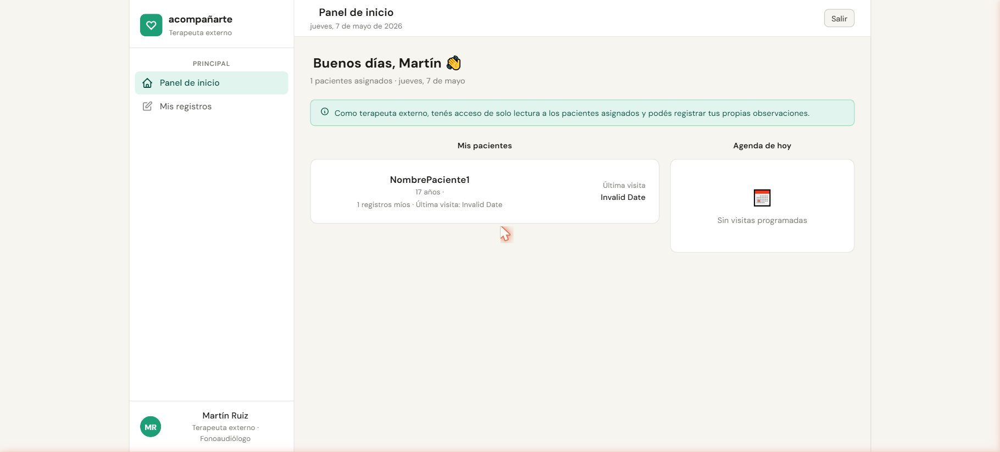 acompañarte
Terapeuta externo
PRINCIPAL
Panel de inicio
Mis registros
Martín Ruiz
MR
Terapeuta externo ·
Fonoaudiólogo
Panel de inicio
jueves, 7 de mayo de 2026
Salir
Buenos días, Martín 👋
1 pacientes asignados · jueves, 7 de mayo
Como terapeuta externo, tenés acceso de solo lectura a los pacientes asignados y podés registrar tus propias observaciones.
Mis pacientes
NombrePaciente1
17 años ·
1 registros míos · Última visita: Invalid Date
Última visita
Invalid Date
Agenda de hoy
Sin visitas programadas